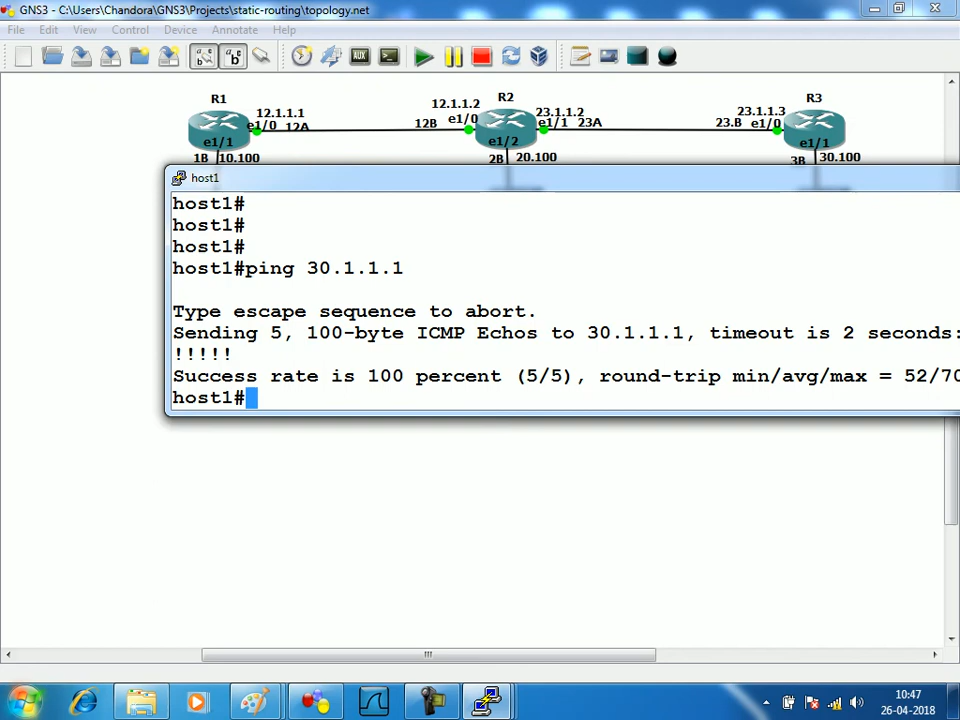 GNS3 - C:\Users\Chandora\GNS3\Projects\static-routing\topology.net
File Edit View Control Device Annotate Help
R1 R2 R3
12.1.1.1 12.1.1.2 23.1.1.2 23.1.1.3
e1/0 12A 12B e1/0 e1/1 23A 23.B e1/0
e1/1 e1/2 e1/1
1B 10.100 2B 20.100 3B 30.100
host1
host1#
host1#
host1#
host1#ping 30.1.1.1
Type escape sequence to abort.
Sending 5, 100-byte ICMP Echos to 30.1.1.1, timeout is 2 seconds:
!!!!!
Success rate is 100 percent (5/5), round-trip min/avg/max = 52/70
host1#
10:47
26-04-2018